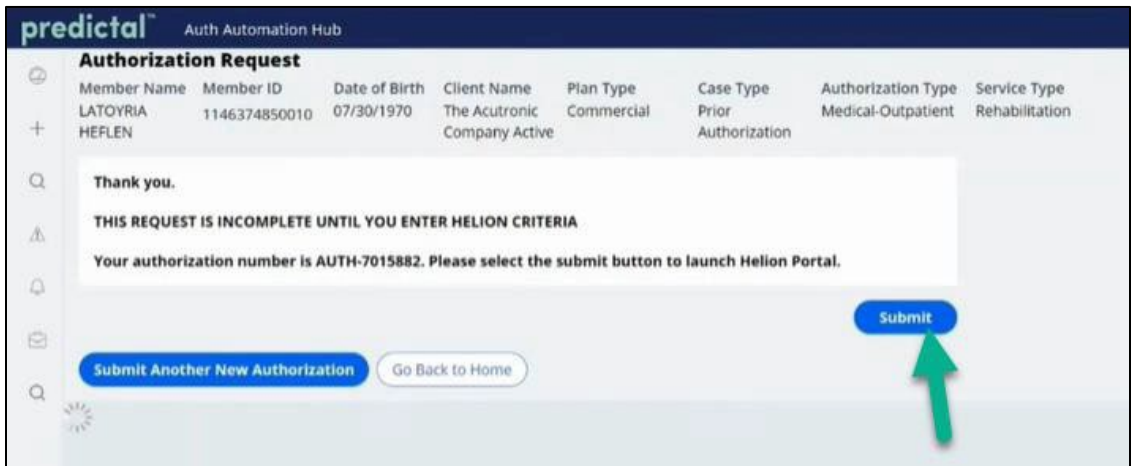 predictal™ Auth Automation Hub
Authorization Request
Member Name Member ID Date of Birth Client Name Plan Type Case Type Authorization Type Service Type
LATOYRIA 1146374850010 07/30/1970 The Acutronic Commercial Prior Medical-Outpatient Rehabilitation
HEFLEN Company Active Authorization
Thank you.
THIS REQUEST IS INCOMPLETE UNTIL YOU ENTER HELION CRITERIA
Your authorization number is AUTH-7015882. Please select the submit button to launch Helion Portal.
Submit
Submit Another New Authorization Go Back to Home